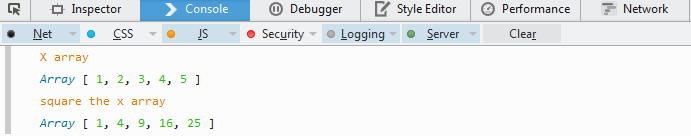 Inspector Console Debugger Style Editor Performance Network
Net CSS JS Security Logging Server Clear
X array
Array [ 1, 2, 3, 4, 5 ]
square the x array
Array [ 1, 4, 9, 16, 25 ]